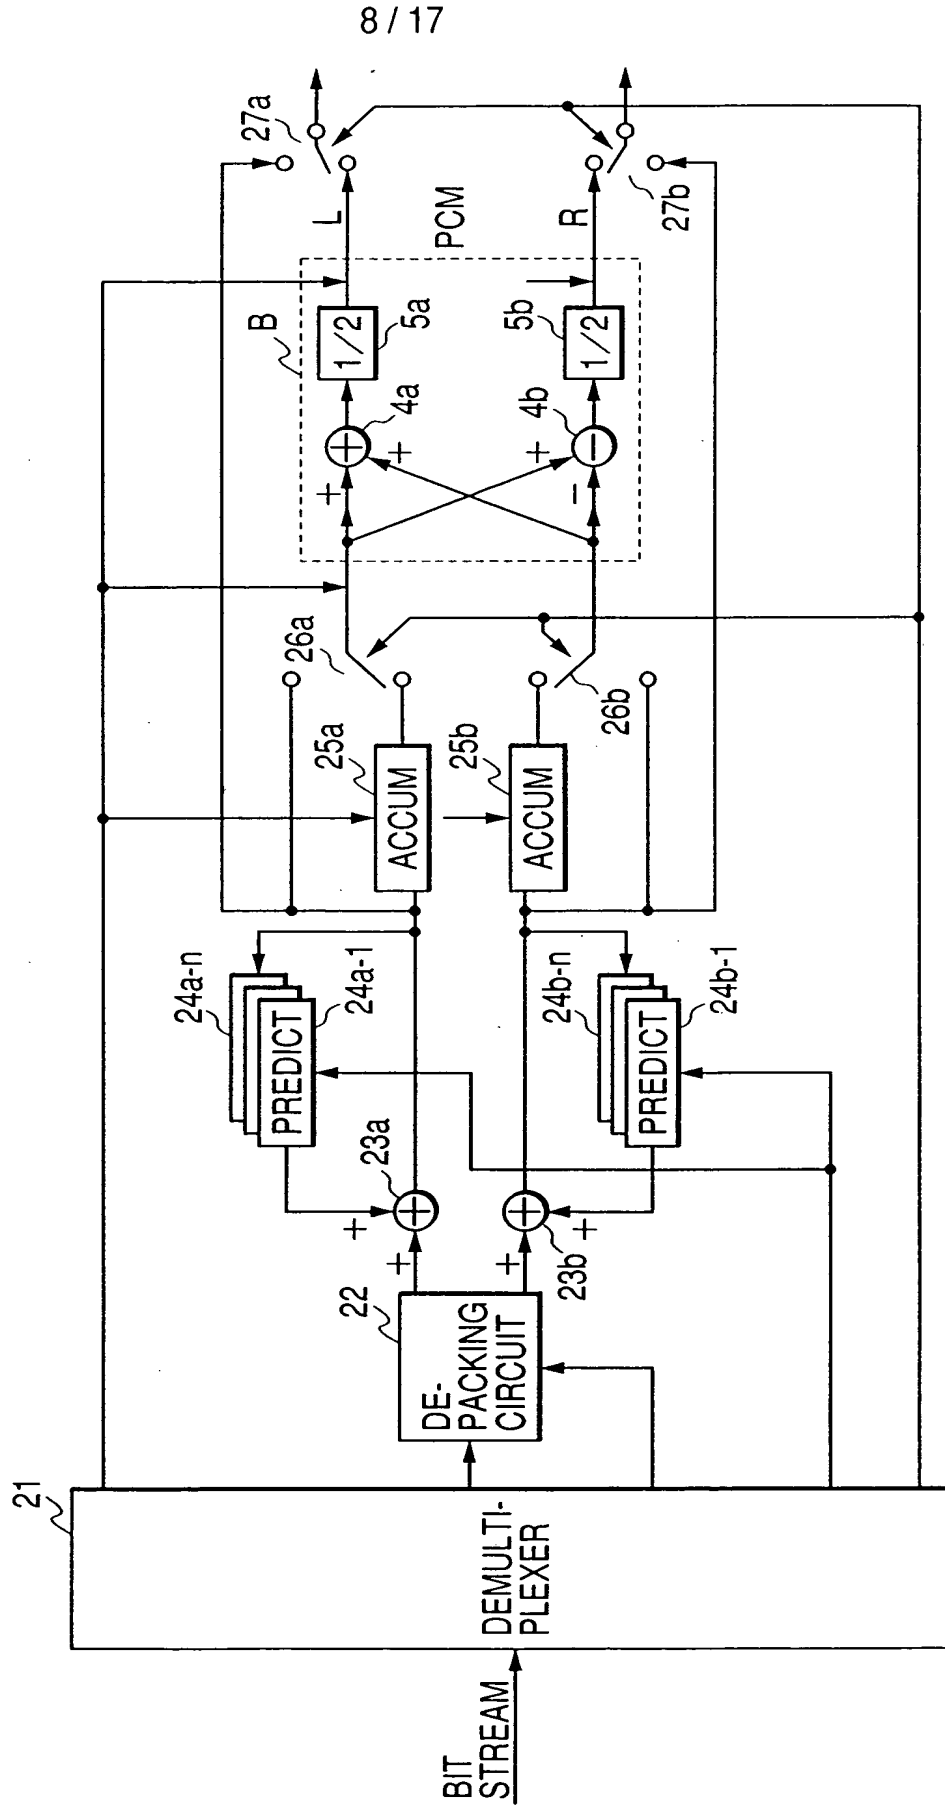 8 / 17
27a
L
PCM
R
27b
B
1/2
5a
1/2
5b
+
4a
+
+
+
4b
−
−
26a
26b
25a
ACCUM
25b
ACCUM
24a-n
PREDICT
24a-1
24b-n
PREDICT
24b-1
23a
+
+
+
23b
+
+
+
22
DE-
PACKING
CIRCUIT
21
DEMULTI-
PLEXER
BIT
STREAM